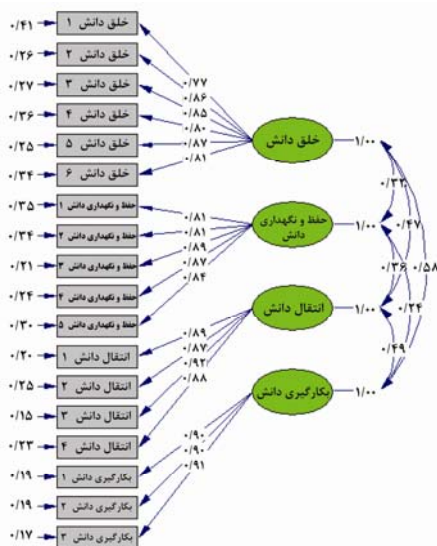 ۰/۴۱ خلق دانش ۱
۰/۲۶ خلق دانش ۲
۰/۲۷ خلق دانش ۳
۰/۳۶ خلق دانش ۴
۰/۲۵ خلق دانش ۵
۰/۳۴ خلق دانش ۶
۰/۳۵ حفظ و نگهداری دانش ۱
۰/۳۴ حفظ و نگهداری دانش ۲
۰/۲۱ حفظ و نگهداری دانش ۳
۰/۲۴ حفظ و نگهداری دانش ۴
۰/۳۰ حفظ و نگهداری دانش ۵
۰/۲۰ انتقال دانش ۱
۰/۲۵ انتقال دانش ۲
۰/۱۵ انتقال دانش ۳
۰/۲۳ انتقال دانش ۴
۰/۱۹ بکارگیری دانش ۱
۰/۱۹ بکارگیری دانش ۲
۰/۱۷ بکارگیری دانش ۳
۰/۷۷
۰/۸۶
۰/۸۵
۰/۸۰
۰/۸۷
۰/۸۱
۰/۸۱
۰/۸۱
۰/۸۹
۰/۸۷
۰/۸۴
۰/۸۹
۰/۸۷
۰/۹۲
۰/۸۸
۰/۹۰
۰/۹۰
۰/۹۱
خلق دانش
۱/۰۰
حفظ و نگهداری
دانش
۱/۰۰
انتقال دانش
۱/۰۰
بکارگیری دانش
۱/۰۰
۰/۳۲
۰/۴۷
۰/۳۶
۰/۵۸
۰/۲۴
۰/۴۹